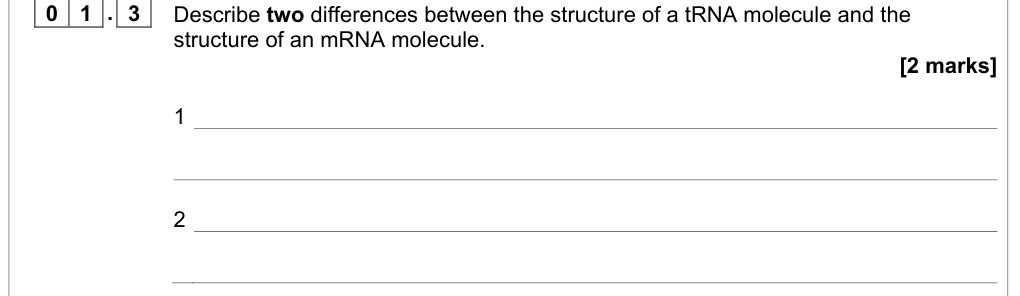 0 1 . 3 Describe two differences between the structure of a tRNA molecule and the
structure of an mRNA molecule.
[2 marks]
1
2